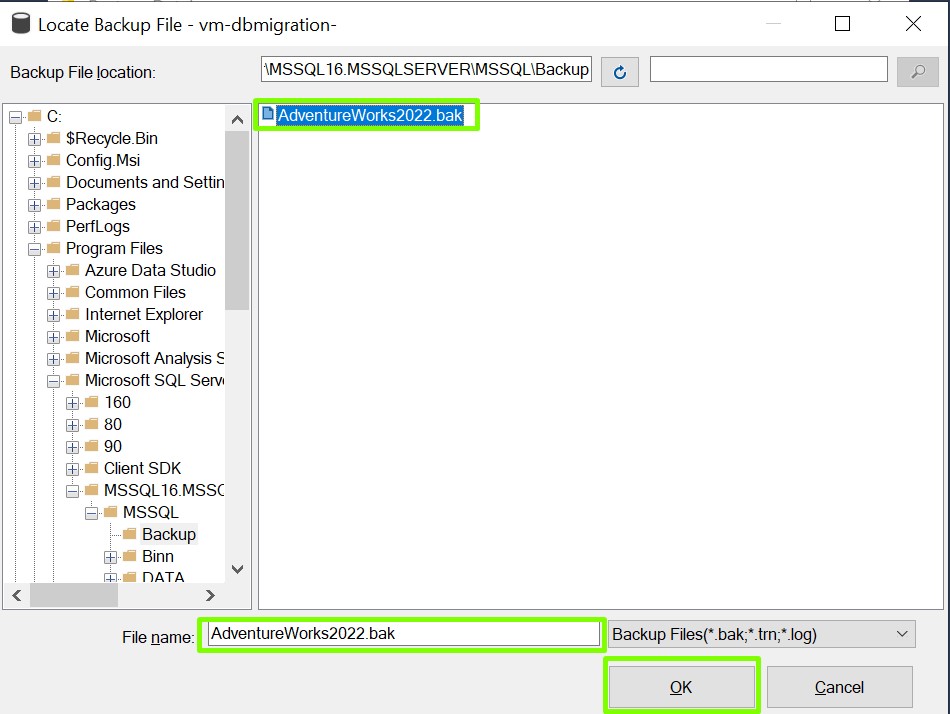 Locate Backup File - vm-dbmigration-
Backup File location:
\MSSQL16.MSSQLSERVER\MSSQL\Backup
C:
$Recycle.Bin
Config.Msi
Documents and Settin
Packages
PerfLogs
Program Files
Azure Data Studio
Common Files
Internet Explorer
Microsoft
Microsoft Analysis S
Microsoft SQL Serve
160
80
90
Client SDK
MSSQL16.MSSC
MSSQL
Backup
Binn
DATA
AdventureWorks2022.bak
File name:
AdventureWorks2022.bak
Backup Files(*.bak;*.trn;*.log)
OK
Cancel